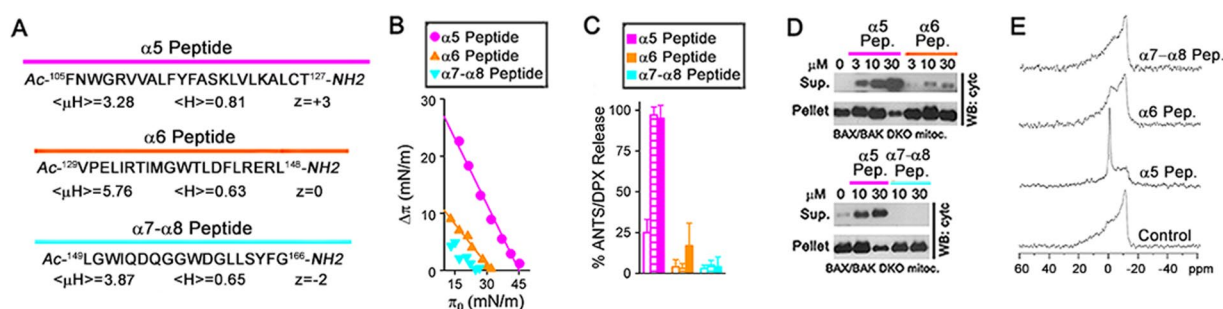 A
α5 Peptide
Ac-¹⁰⁵FNWGRVVALFYFASKLVLKALCT¹²⁷-NH2
<μH>=3.28 <H>=0.81 z=+3
α6 Peptide
Ac-¹²⁹VPELIRTIMGWTLDFLRERL¹⁴⁸-NH2
<μH>=5.76 <H>=0.63 z=0
α7-α8 Peptide
Ac-¹⁴⁹LGWIQDQGGWDGLLSYFG¹⁶⁶-NH2
<μH>=3.87 <H>=0.65 z=-2
B
α5 Peptide
α6 Peptide
α7-α8 Peptide
Δπ (mN/m)
30
20
10
0
15 30 45
π₀ (mN/m)
C
α5 Peptide
α6 Peptide
α7-α8 Peptide
% ANTS/DPX Release
100
75
50
25
0
D
α5 Pep. α6 Pep.
μM 0 3 10 30 3 10 30
Sup.
Pellet
WB: cytc
BAX/BAK DKO mitoc.
α5 Pep. α7-α8 Pep.
μM 0 10 30 10 30
Sup.
Pellet
WB: cytc
BAX/BAK DKO mitoc.
E
α7-α8 Pep.
α6 Pep.
α5 Pep.
Control
60 40 20 0 -20 -40 ppm